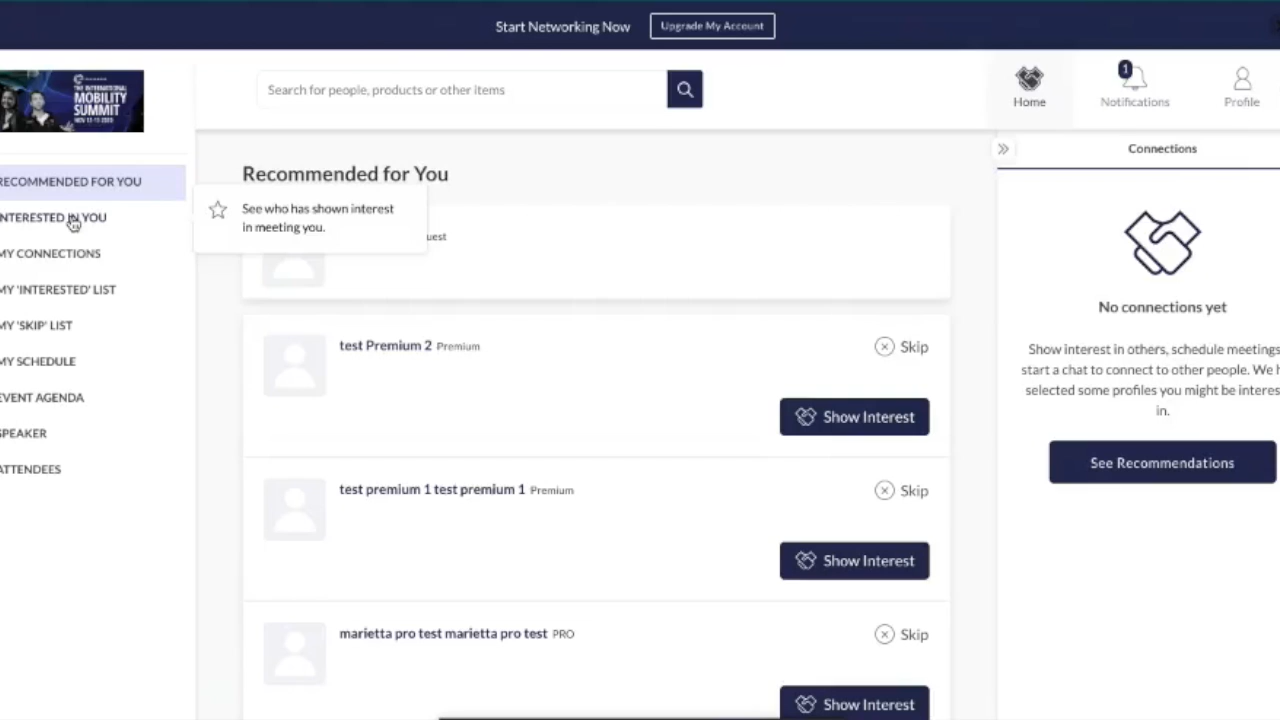 Start Networking Now
Upgrade My Account
THE INTERNATIONAL
MOBILITY
SUMMIT
Search for people, products or other items
Home
1
Notifications
Profile
RECOMMENDED FOR YOU
INTERESTED IN YOU
MY CONNECTIONS
MY 'INTERESTED' LIST
MY 'SKIP' LIST
MY SCHEDULE
EVENT AGENDA
SPEAKER
ATTENDEES
Recommended for You
See who has shown interest
in meeting you.
uest
test Premium 2 Premium
Skip
Show Interest
test premium 1 test premium 1 Premium
Skip
Show Interest
marietta pro test marietta pro test PRO
Skip
Show Interest
Connections
No connections yet
Show interest in others, schedule meetings
start a chat to connect to other people. We h
selected some profiles you might be interes
in.
See Recommendations